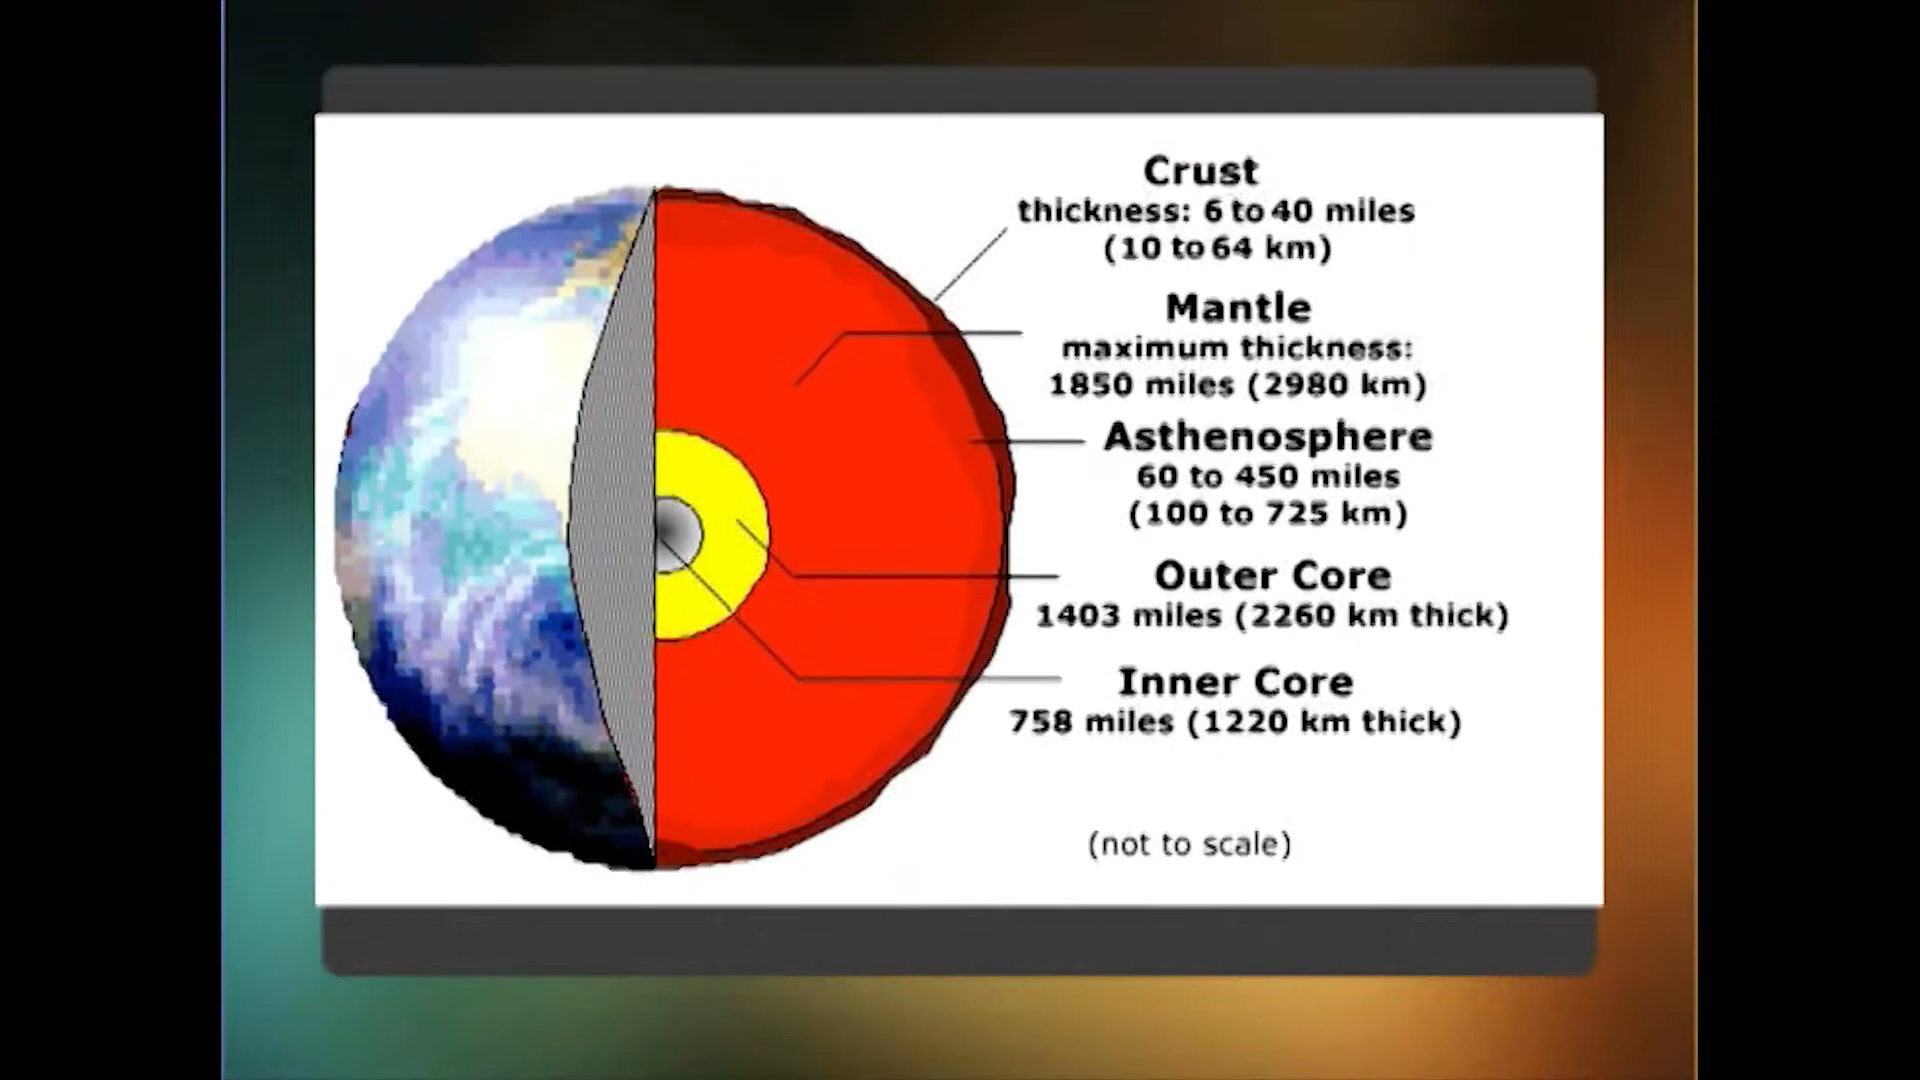 Crust
thickness: 6 to 40 miles
(10 to 64 km)
Mantle
maximum thickness:
1850 miles (2980 km)
Asthenosphere
60 to 450 miles
(100 to 725 km)
Outer Core
1403 miles (2260 km thick)
Inner Core
758 miles (1220 km thick)
(not to scale)